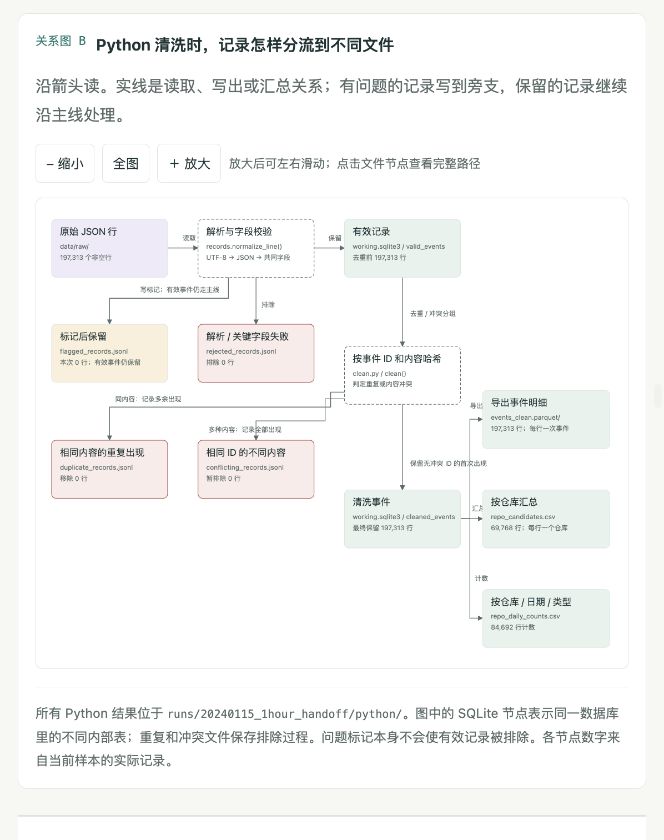 关系图 B Python 清洗时，记录怎样分流到不同文件
沿箭头读。实线是读取、写出或汇总关系；有问题的记录写到旁支，保留的记录继续
沿主线处理。
− 缩小
全图
＋ 放大
放大后可左右滑动；点击文件节点查看完整路径
原始 JSON 行
data/raw/
197,313 个非空行
读取
解析与字段校验
records.normalize_line()
UTF-8 → JSON → 共同字段
保留
有效记录
working.sqlite3 / valid_events
去重前 197,313 行
写标记；有效事件仍走主线
排除
去重 / 冲突分组
标记后保留
flagged_records.jsonl
本次 0 行；有效事件仍保留
解析 / 关键字段失败
rejected_records.jsonl
排除 0 行
按事件 ID 和内容哈希
clean.py / clean()
判定重复或内容冲突
同内容：记录多余出现
多种内容：记录全部出现
导出
导出事件明细
events_clean.parquet/
197,313 行；每行一次事件
相同内容的重复出现
duplicate_records.jsonl
移除 0 行
相同 ID 的不同内容
conflicting_records.jsonl
暂排除 0 行
保留无冲突 ID 的首次出现
清洗事件
working.sqlite3 / cleaned_events
最终保留 197,313 行
汇总
按仓库汇总
repo_candidates.csv
69,768 行；每行一个仓库
计数
按仓库 / 日期 / 类型
repo_daily_counts.csv
84,692 行计数
所有 Python 结果位于 runs/20240115_1hour_handoff/python/。图中的 SQLite 节点表示同一数据库
里的不同内部表；重复和冲突文件保存排除过程。问题标记本身不会使有效记录被排除。各节点数字来
自当前样本的实际记录。